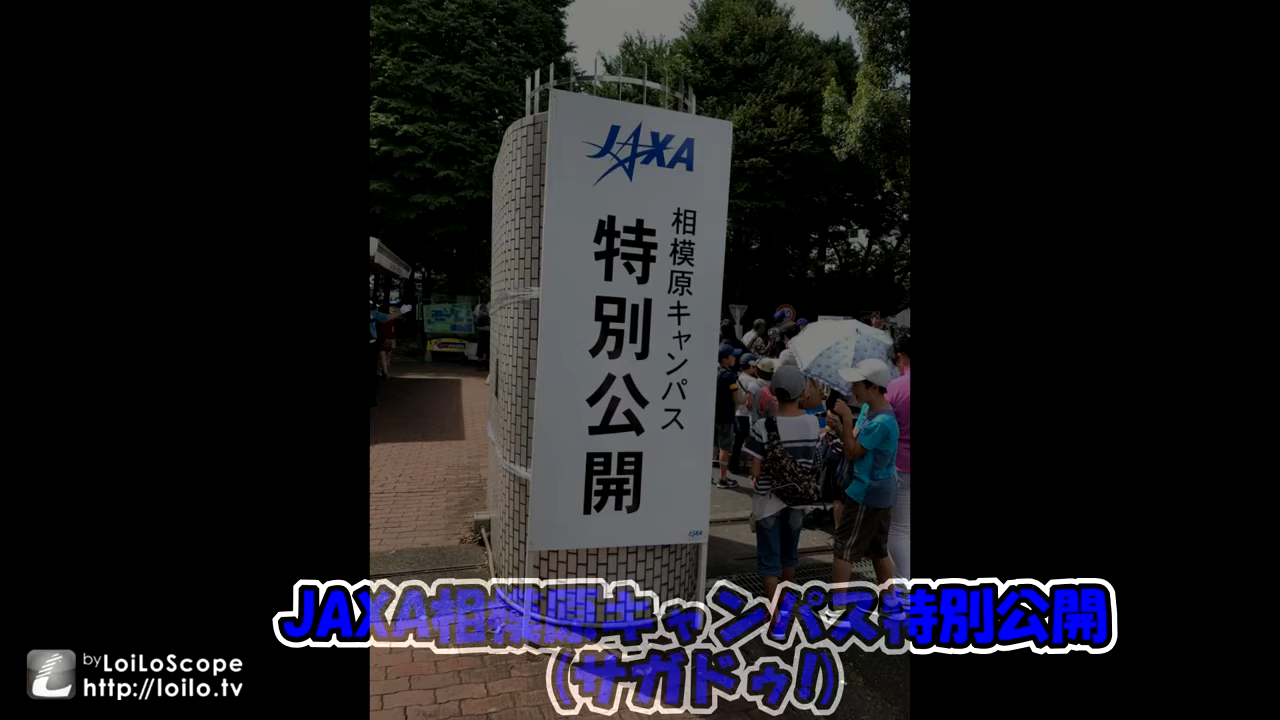 JAXA
相模原キャンパス
特別公開
JAXA
JAXA相模原キャンパス特別公開
(サガドゥ!)
by LoiLoScope
http://loilo.tv